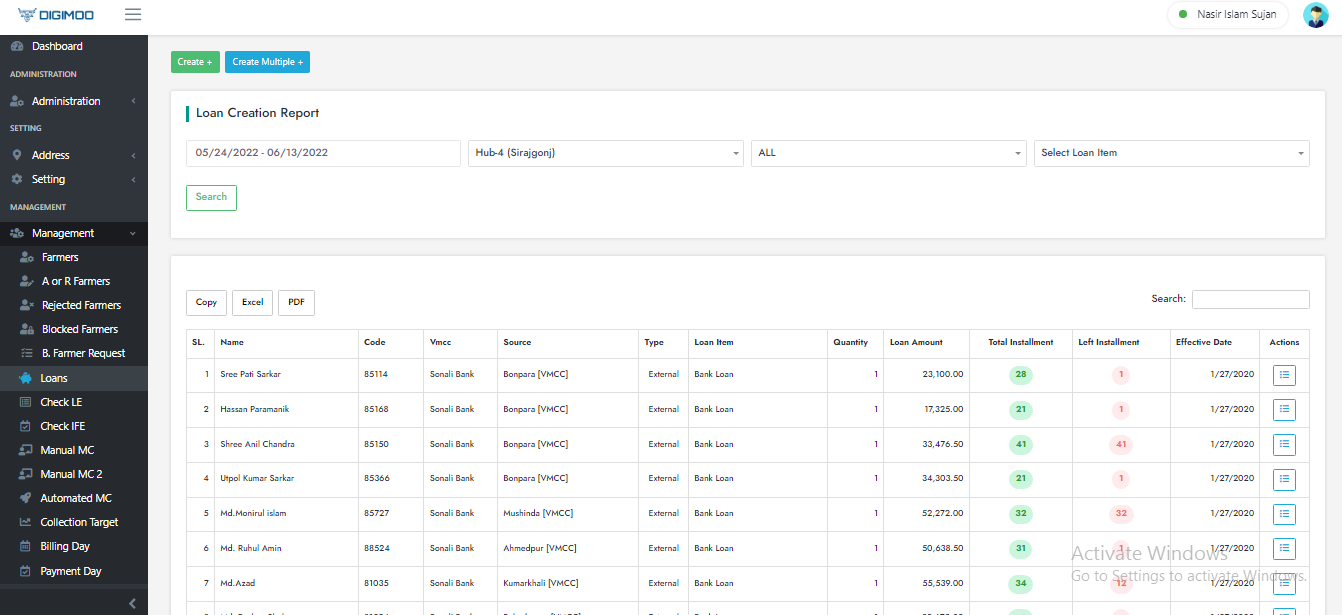 DIGIMOO
Nasir Islam Sujan
Dashboard
ADMINISTRATION
Administration
SETTING
Address
Setting
MANAGEMENT
Management
Farmers
A or R Farmers
Rejected Farmers
Blocked Farmers
B. Farmer Request
Loans
Check LE
Check IFE
Manual MC
Manual MC 2
Automated MC
Collection Target
Billing Day
Payment Day
Create + Create Multiple +
Loan Creation Report
05/24/2022 - 06/13/2022 Hub-4 (Sirajgonj) ALL Select Loan Item
Search
Copy Excel PDF Search:
SL. Name Code Vmcc Source Type Loan Item Quantity Loan Amount Total Installment Left Installment Effective Date Actions
1 Sree Pati Sarkar 85114 Sonali Bank Bonpara [VMCC] External Bank Loan 1 23,100.00 28 1 1/27/2020
2 Hassan Paramanik 85168 Sonali Bank Bonpara [VMCC] External Bank Loan 1 17,325.00 21 1 1/27/2020
3 Shree Anil Chandra 85150 Sonali Bank Bonpara [VMCC] External Bank Loan 1 33,476.50 41 41 1/27/2020
4 Utpol Kumar Sarkar 85366 Sonali Bank Bonpara [VMCC] External Bank Loan 1 34,303.50 21 1 1/27/2020
5 Md.Monirul islam 85727 Sonali Bank Mushinda [VMCC] External Bank Loan 1 52,272.00 32 32 1/27/2020
6 Md. Ruhul Amin 88524 Sonali Bank Ahmedpur [VMCC] External Bank Loan 1 50,638.50 31 1 1/27/2020
7 Md.Azad 81035 Sonali Bank Kumarkhali [VMCC] External Bank Loan 1 55,539.00 34 12 1/27/2020
Activate Windows
Go to Settings to activate Windows.